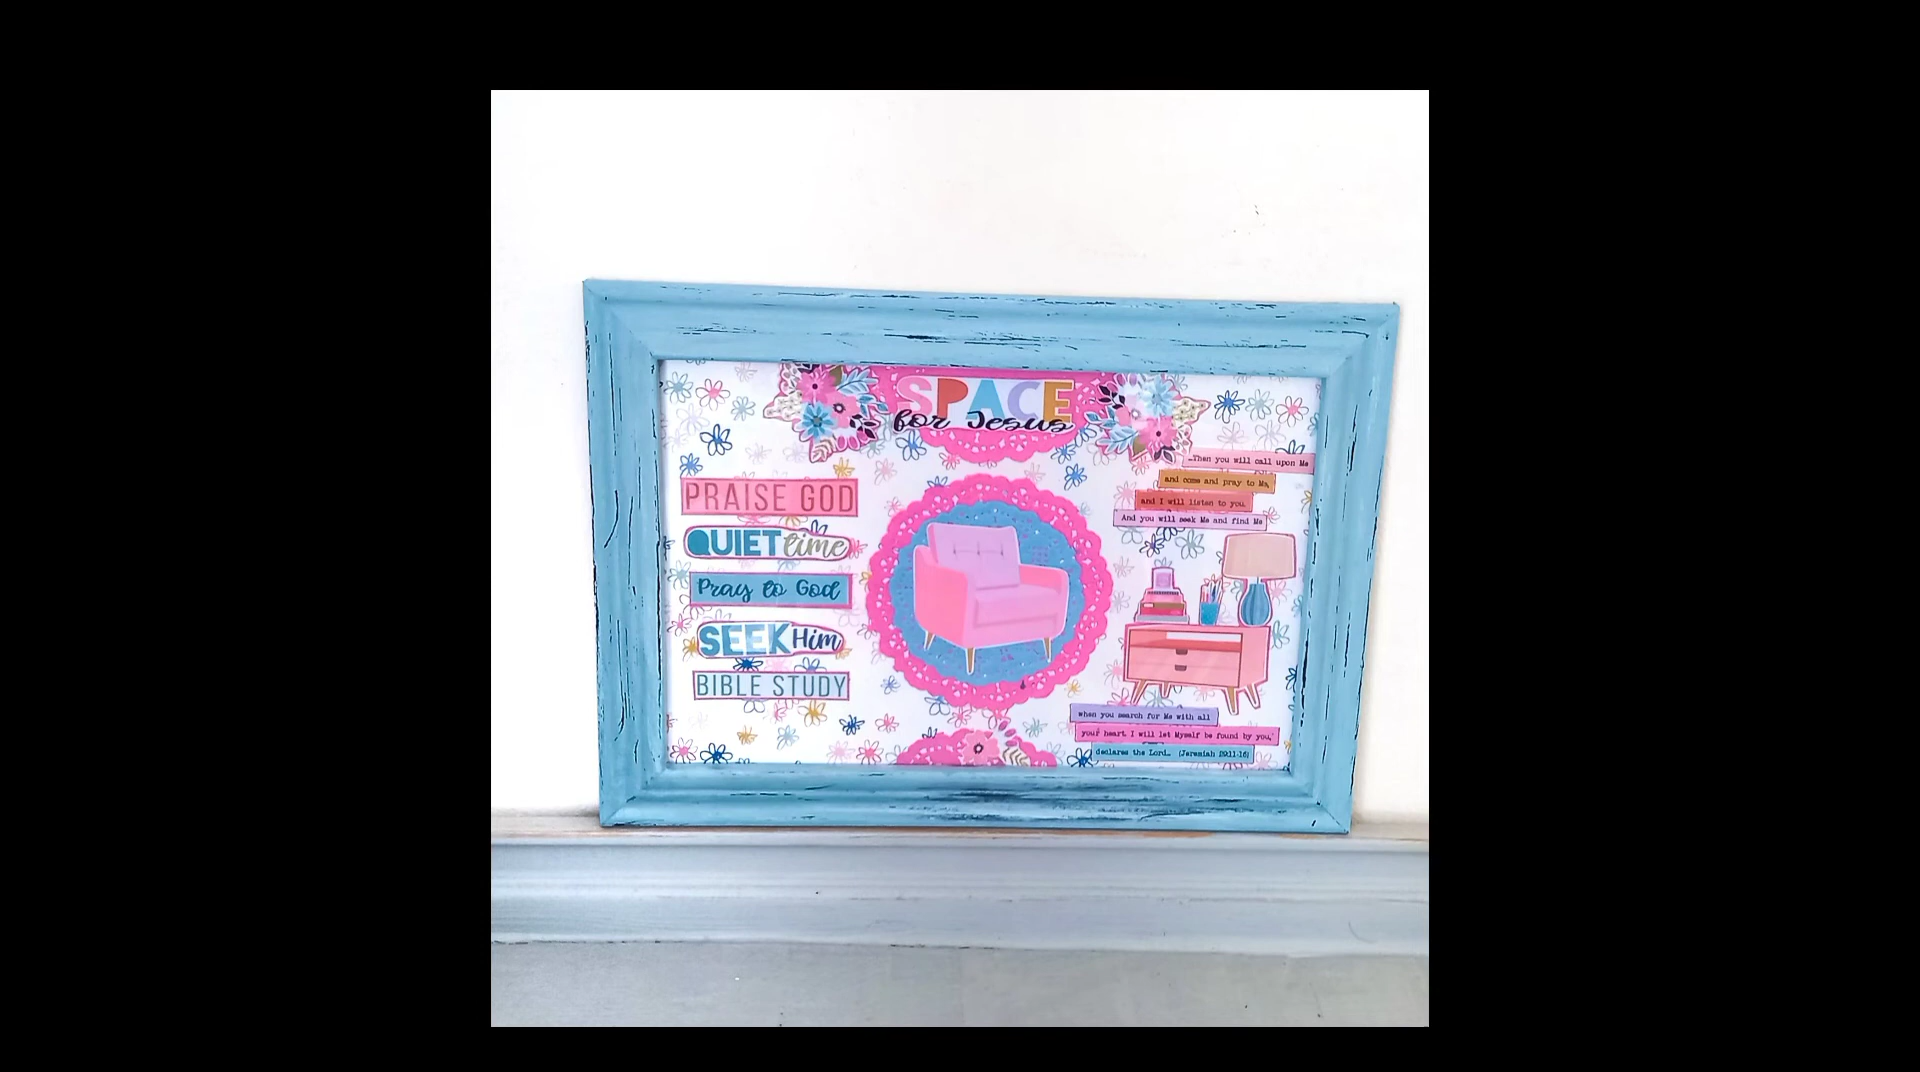 SPACE
for Jesus
PRAISE GOD
QUIET time
Pray to God
SEEK Him
BIBLE STUDY
...Then you will call upon Me
and come and pray to Me,
and I will listen to you.
And you will seek Me and find Me
when you search for Me with all
your heart. I will let Myself be found by you,
declares the Lord... (Jeremiah 29:11-16)